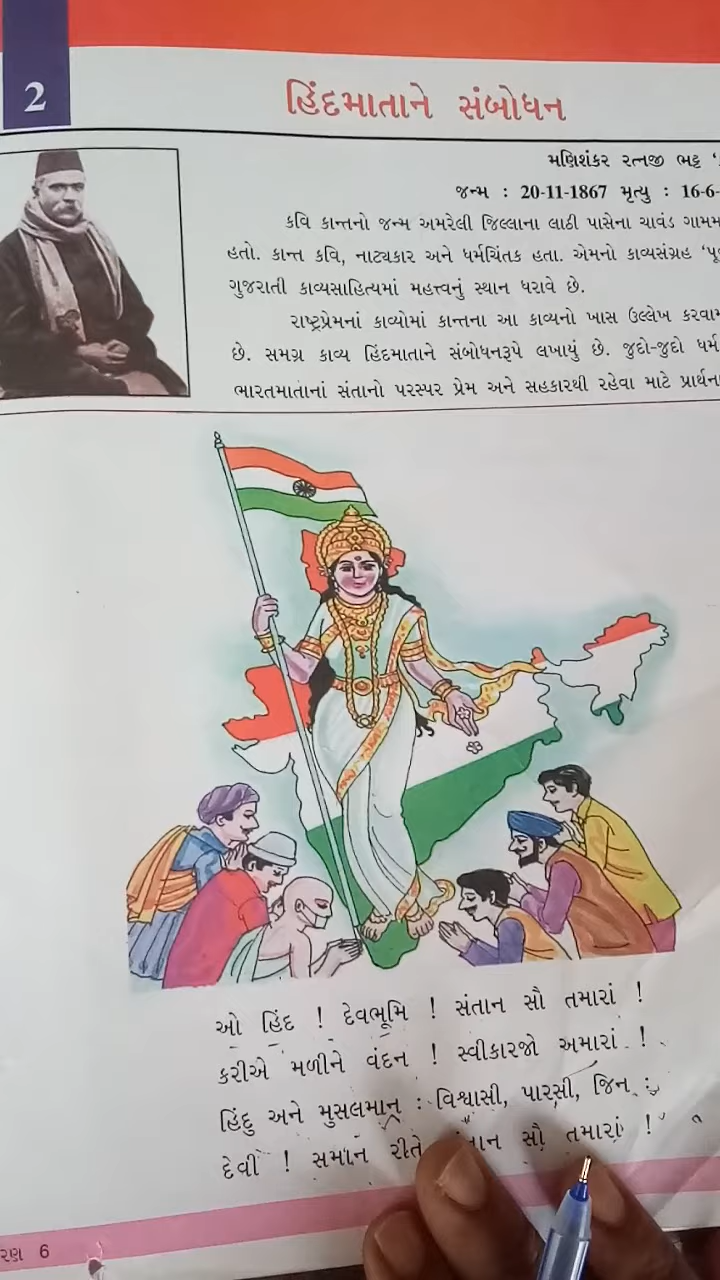 2
હિંદમાતાને સંબોધન
મણિશંકર રત્નજી ભટ્ટ ‘
જન્મ : 20-11-1867 મૃત્યુ : 16-6-
કવિ કાન્તનો જન્મ અમરેલી જિલ્લાના લાઠી પાસેના ચાવંડ ગામમ
હતો. કાન્ત કવિ, નાટ્યકાર અને ધર્મચિંતક હતા. એમનો કાવ્યસંગ્રહ ‘પૂ
ગુજરાતી કાવ્યસાહિત્યમાં મહત્ત્વનું સ્થાન ધરાવે છે.
રાષ્ટ્રપ્રેમનાં કાવ્યોમાં કાન્તના આ કાવ્યનો ખાસ ઉલ્લેખ કરવામ
છે. સમગ્ર કાવ્ય હિંદમાતાને સંબોધનરૂપે લખાયું છે. જુદો-જુદો ધર્મ
ભારતમાતાનાં સંતાનો પરસ્પર પ્રેમ અને સહકારથી રહેવા માટે પ્રાર્થના
ઓ હિંદ ! દેવભૂમિ ! સંતાન સૌ તમારાં !
કરીએ મળીને વંદન ! સ્વીકારજો અમારાં !
હિંદુ અને મુસલમાન : વિશ્વાસી, પારસી, જિન :
દેવી ! સમાન રીતે તાન સૌ તમારાં !
રણ 6